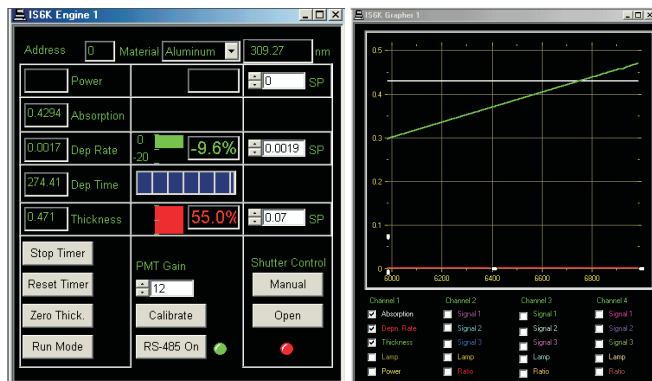 IS6K Engine 1
Address 0 Material Aluminum 309.27 nm
Power 0 SP
0.4294 Absorption
0.0017 Dep Rate 0 -20 -9.6% 0.0019 SP
274.41 Dep Time
0.471 Thickness 55.0% 0.07 SP
Stop Timer
PMT Gain Shutter Control
Reset Timer 12 Manual
Zero Thick. Calibrate Open
Run Mode RS-485 On
IS6K Grapher 1
0.5
0.4
0.3
0.2
0.1
0
6000 6200 6400 6600 6800
Channel 1 Channel 2 Channel 3 Channel 4
Absorption Signal 1 Signal 1 Signal 1
Depn. Rate Signal 2 Signal 2 Signal 2
Thickness Signal 3 Signal 3 Signal 3
Lamp Lamp Lamp Lamp
Power Ratio Ratio Ratio